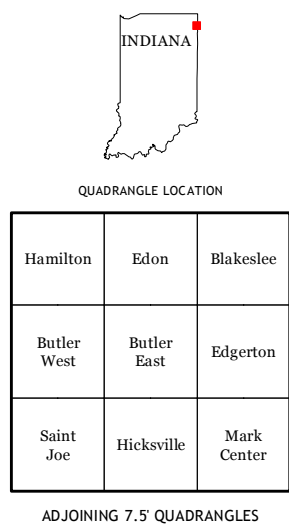 INDIANA
QUADRANGLE LOCATION
Hamilton
Edon
Blakeslee
Butler
West
Butler
East
Edgerton
Saint
Joe
Hicksville
Mark
Center
ADJOINING 7.5' QUADRANGLES